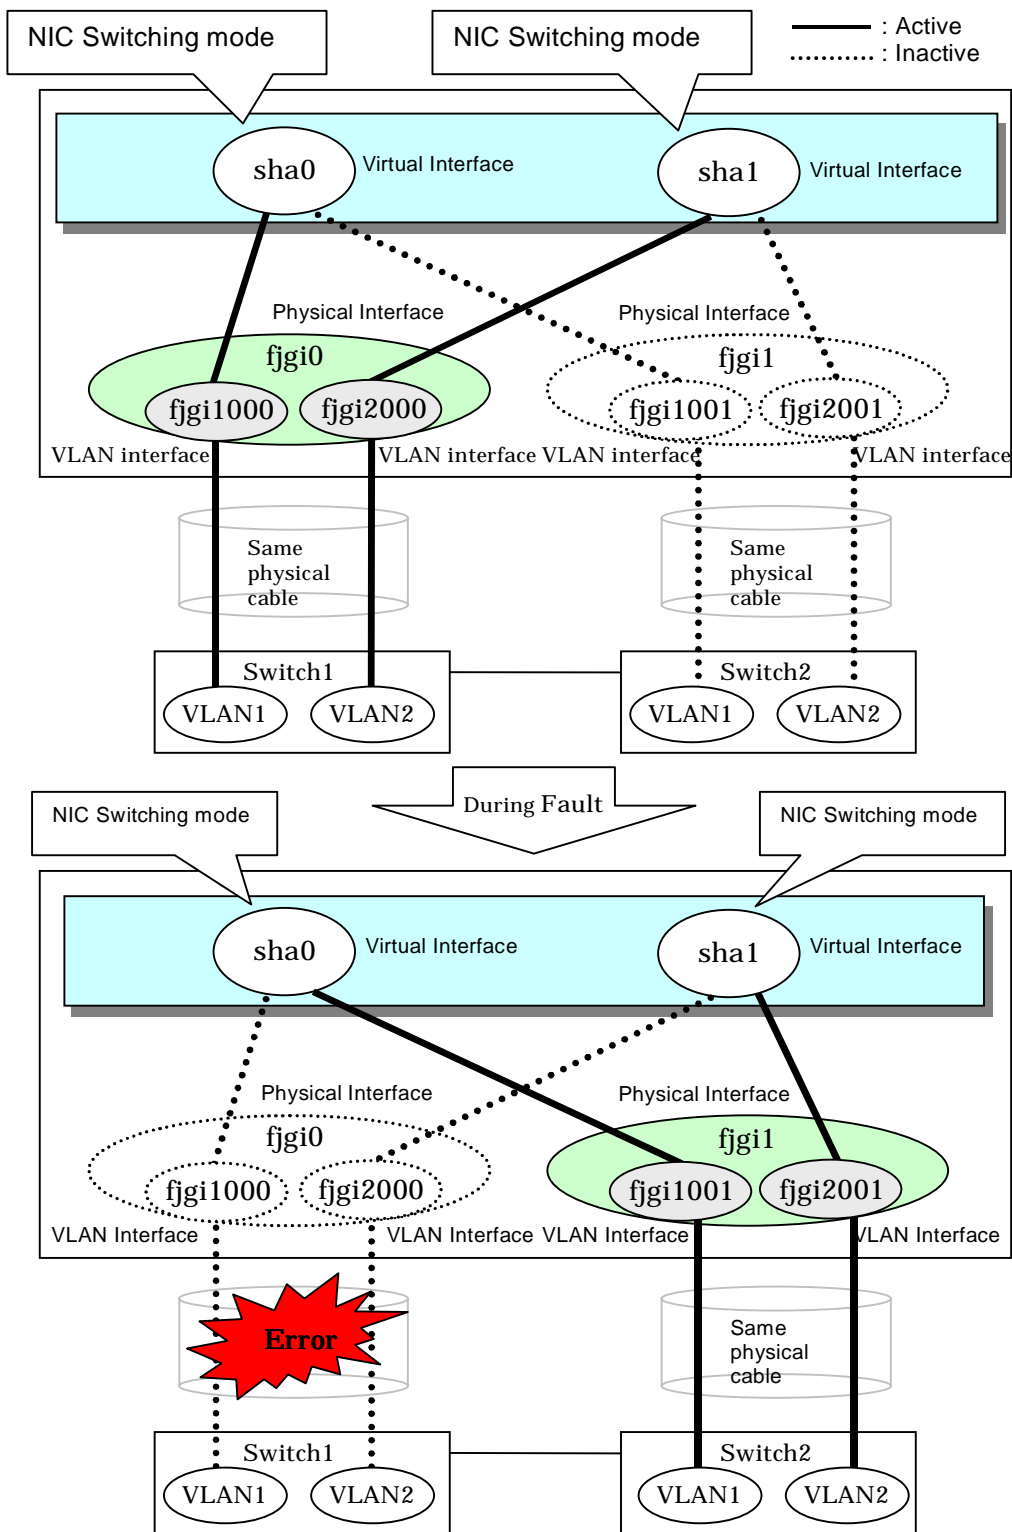 NIC Switching mode
NIC Switching mode
: Active
: Inactive
sha0
Virtual Interface
sha1
Virtual Interface
Physical Interface
Physical Interface
fjgi0
fjgi1
fjgi1000
fjgi2000
fjgi1001
fjgi2001
VLAN interface
VLAN interface
VLAN interface
VLAN interface
Same
physical
cable
Same
physical
cable
Switch1
Switch2
VLAN1
VLAN2
VLAN1
VLAN2
During Fault
NIC Switching mode
NIC Switching mode
sha0
Virtual Interface
sha1
Virtual Interface
Physical Interface
Physical Interface
fjgi0
fjgi1
fjgi1000
fjgi2000
fjgi1001
fjgi2001
VLAN Interface
VLAN Interface
VLAN Interface
VLAN Interface
Error
Same
physical
cable
Switch1
Switch2
VLAN1
VLAN2
VLAN1
VLAN2